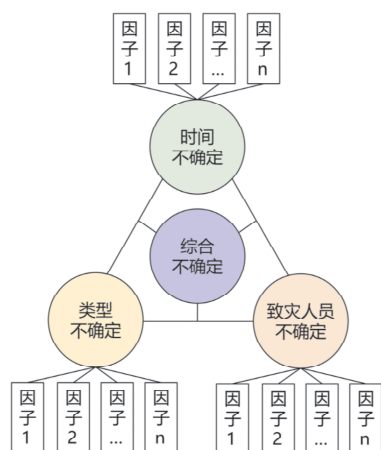 因子1
因子2
因子...
因子n
时间
不确定
综合
不确定
类型
不确定
致灾人员
不确定
因子1
因子2
因子...
因子n
因子1
因子2
因子...
因子n